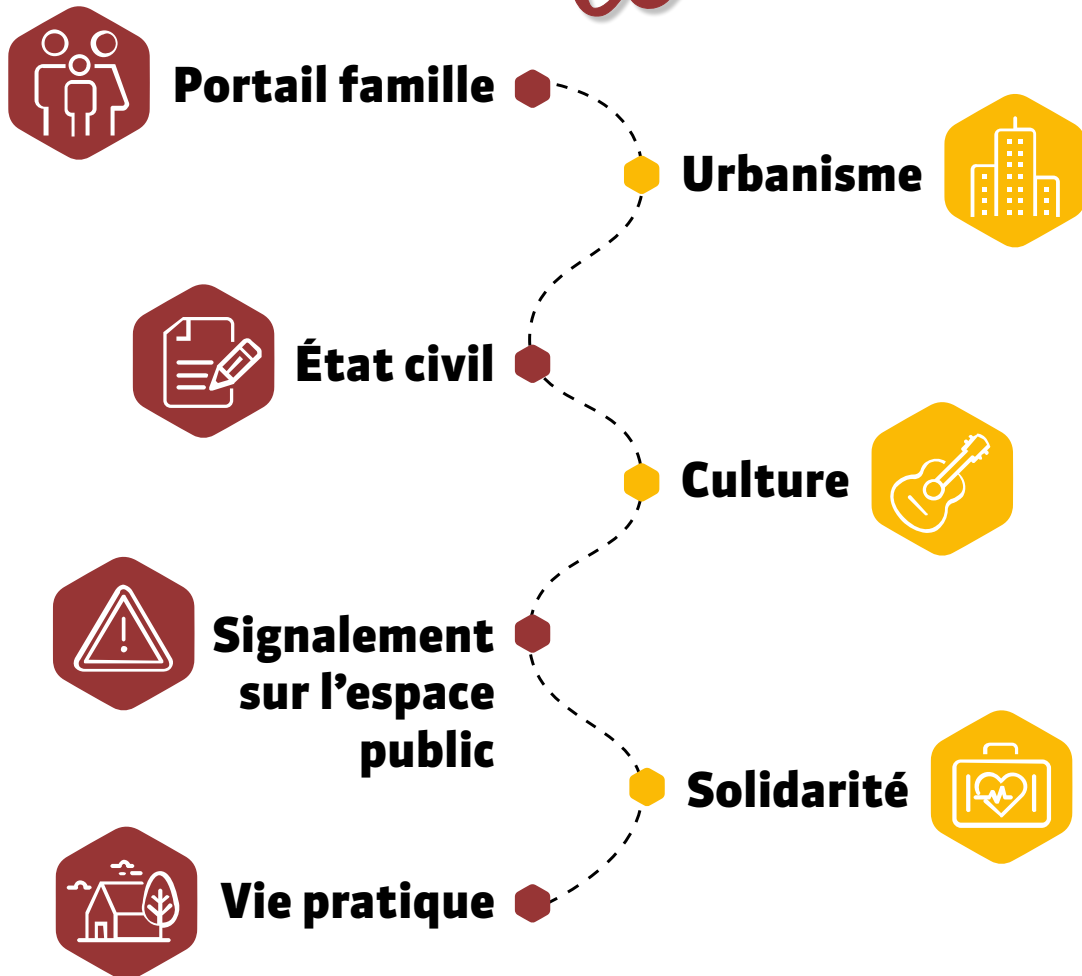 Portail famille
Urbanisme
État civil
Culture
Signalement
sur l’espace
public
Solidarité
Vie pratique